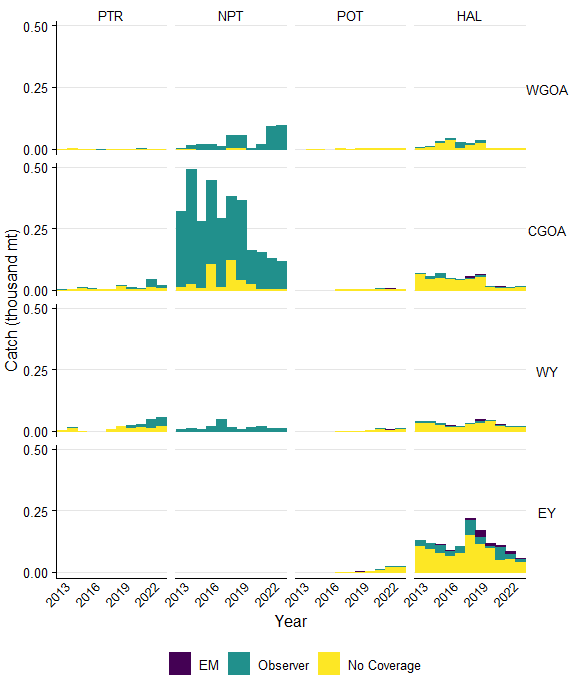 PTR NPT POT HAL
0.50
0.25
0.00
WGOA
0.50
0.25
0.00
CGOA
0.50
0.25
0.00
WY
0.50
0.25
0.00
EY
Catch (thousand mt)
2013 2016 2019 2022 2013 2016 2019 2022 2013 2016 2019 2022 2013 2016 2019 2022
Year
EM Observer No Coverage